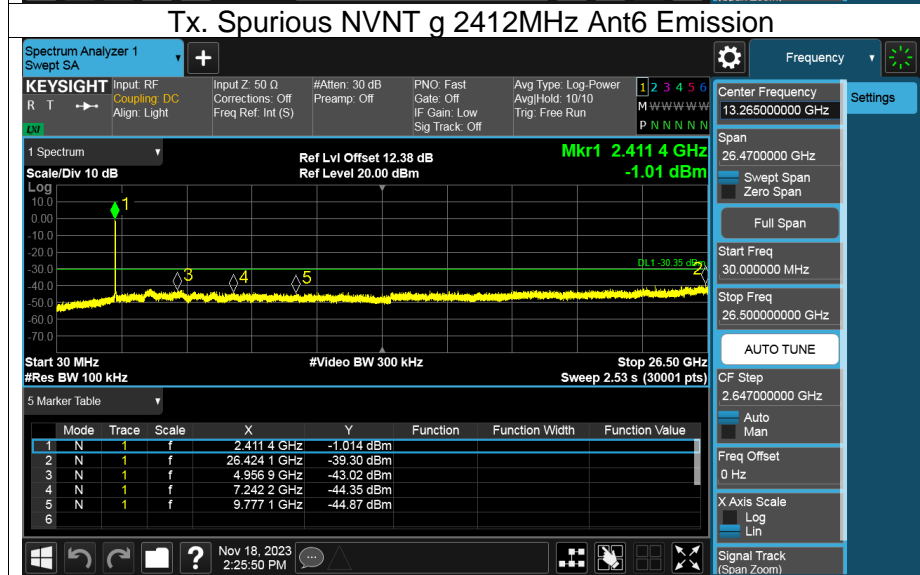 Tx. Spurious NVNT g 2412MHz Ant6 Emission
Spectrum Analyzer 1
Swept SA
+
Frequency
KEYSIGHT
R T
LXI
Input: RF
Coupling: DC
Align: Light
Input Z: 50 Ω
Corrections: Off
Freq Ref: Int (S)
#Atten: 30 dB
Preamp: Off
PNO: Fast
Gate: Off
IF Gain: Low
Sig Track: Off
Avg Type: Log-Power
Avg|Hold: 10/10
Trig: Free Run
1 2 3 4 5 6
M W W W W W
P N N N N N
Center Frequency
13.265000000 GHz
Settings
1 Spectrum
Scale/Div 10 dB
Ref Lvl Offset 12.38 dB
Ref Level 20.00 dBm
Mkr1 2.411 4 GHz
-1.01 dBm
Span
26.4700000 GHz
Swept Span
Zero Span
Full Span
Start Freq
30.000000 MHz
Stop Freq
26.500000000 GHz
AUTO TUNE
CF Step
2.647000000 GHz
Auto
Man
Freq Offset
0 Hz
X Axis Scale
Log
Lin
Signal Track
(Span Zoom)
Log
10.0
0.00
-10.0
-20.0
-30.0
-40.0
-50.0
-60.0
-70.0
1
3
4
5
2
DL1 -30.35 dBm
Start 30 MHz
#Res BW 100 kHz
#Video BW 300 kHz
Stop 26.50 GHz
Sweep 2.53 s (30001 pts)
5 Marker Table
Mode Trace Scale X Y Function Function Width Function Value
1 N 1 f 2.411 4 GHz -1.014 dBm
2 N 1 f 26.424 1 GHz -39.30 dBm
3 N 1 f 4.956 9 GHz -43.02 dBm
4 N 1 f 7.242 2 GHz -44.35 dBm
5 N 1 f 9.777 1 GHz -44.87 dBm
6
?
Nov 18, 2023
2:25:50 PM